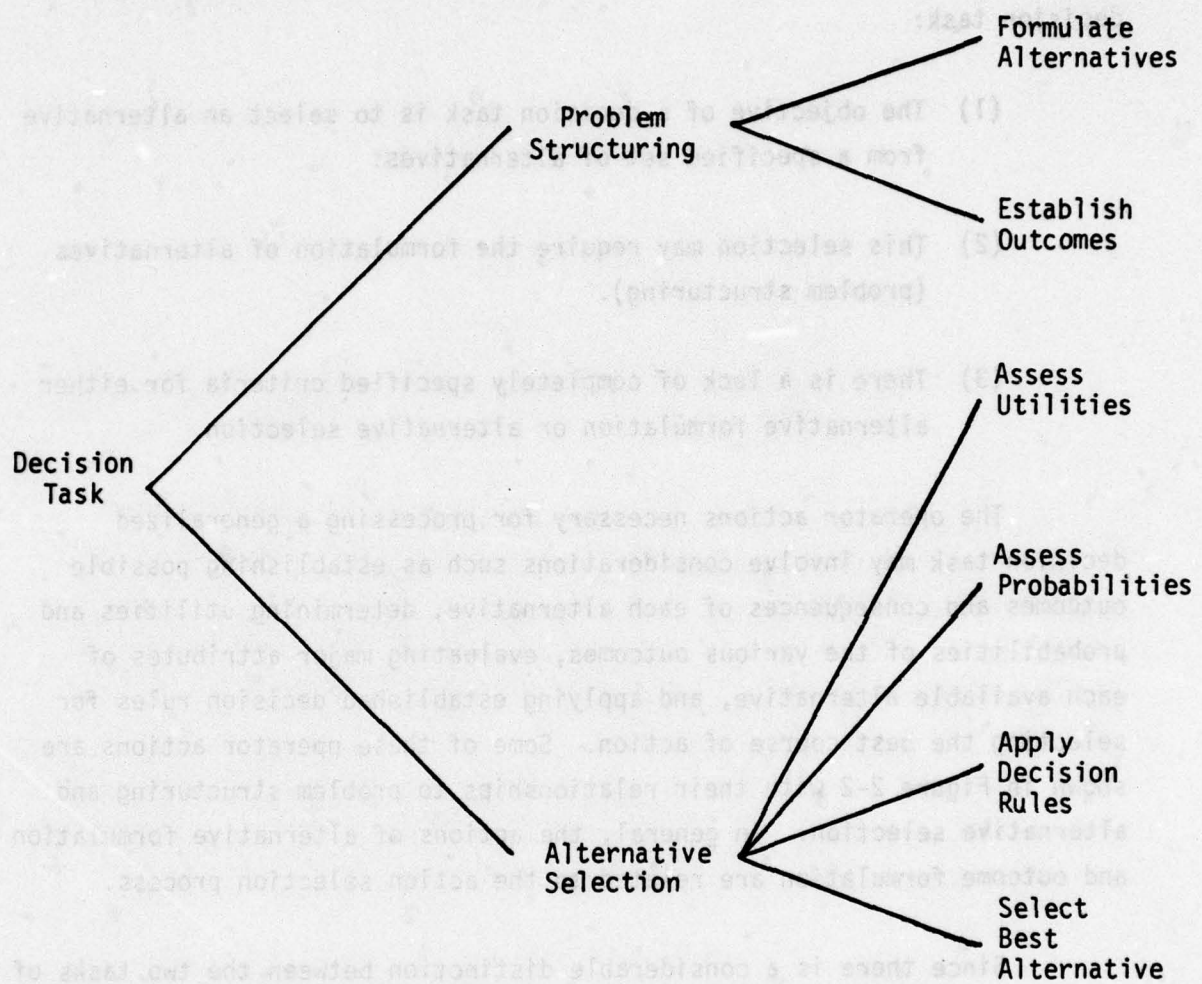 Formulate
Alternatives
Problem
Structuring
Establish
Outcomes
Assess
Utilities
Decision
Task
Assess
Probabilities
Apply
Decision
Rules
Alternative
Selection
Select
Best
Alternative